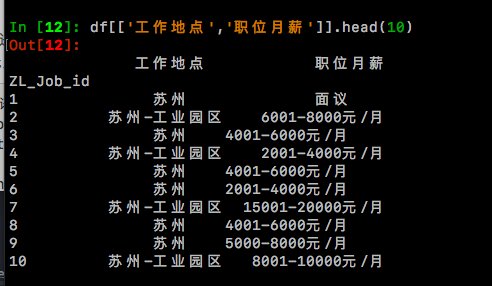 In [12]: df[['工作地点','职位月薪']].head(10)
Out[12]:
工作地点 职位月薪
ZL_Job_id
1 苏州 面议
2 苏州-工业园区 6001-8000元/月
3 苏州 4001-6000元/月
4 苏州-工业园区 2001-4000元/月
5 苏州 4001-6000元/月
6 苏州 2001-4000元/月
7 苏州-工业园区 15001-20000元/月
8 苏州 4001-6000元/月
9 苏州 5000-8000元/月
10 苏州-工业园区 8001-10000元/月